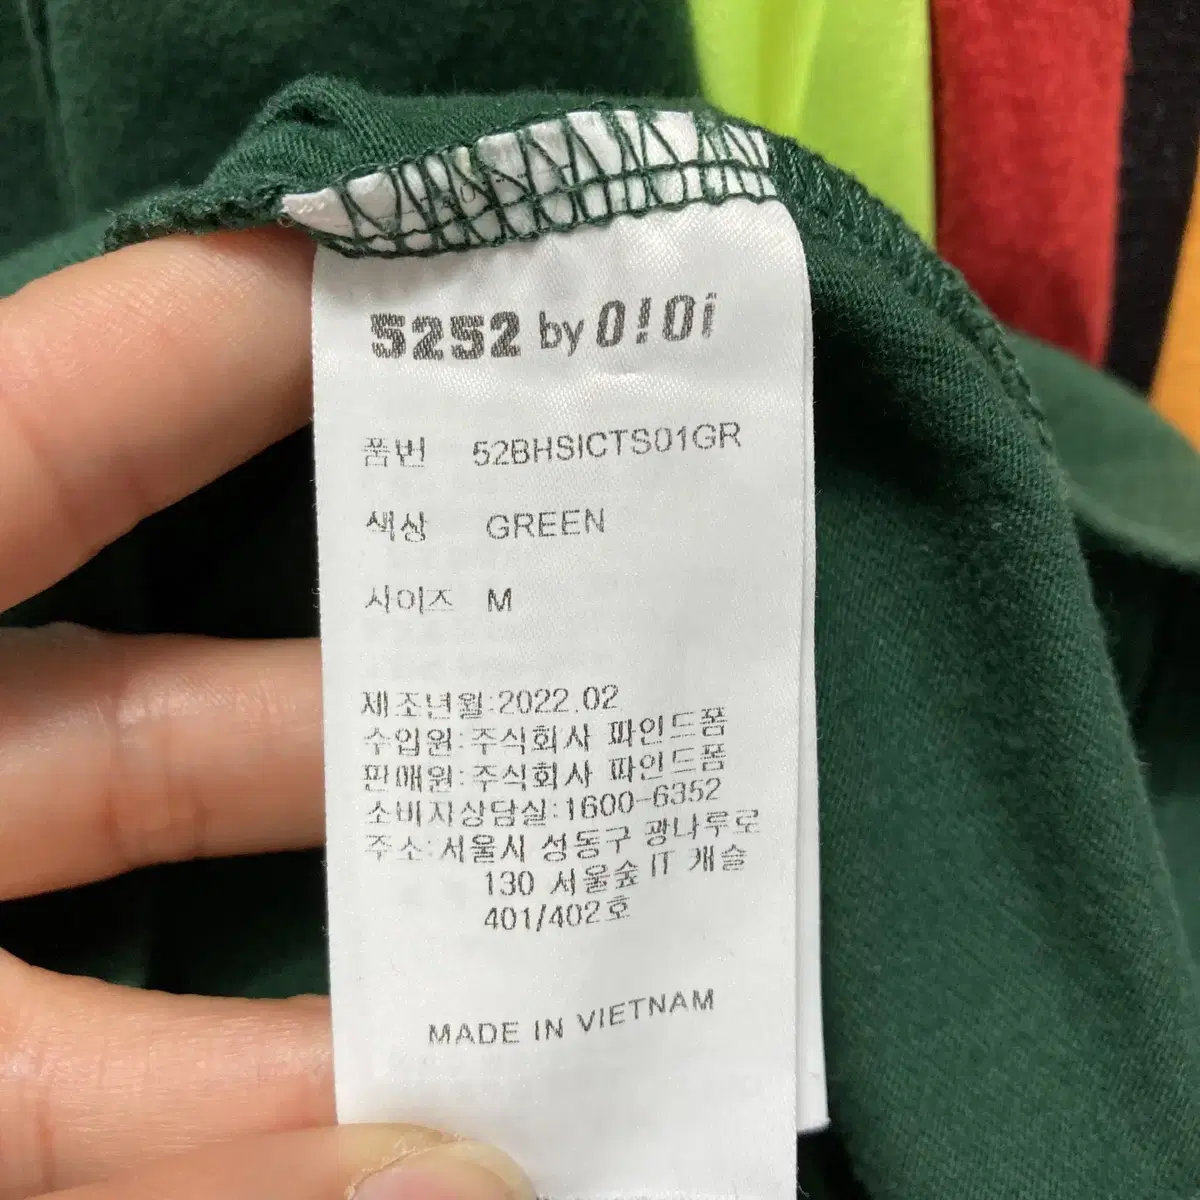 5252 by O!Oi
품번 52BHSICTS01GR
색상 GREEN
사이즈 M
제조년월:2022.02
수입원:주식회사 파인드폼
판매원:주식회사 파인드폼
소비자상담실:1600-6352
주소:서울시 성동구 광나루로
130 서울숲 IT 캐슬
401/402호
MADE IN VIETNAM